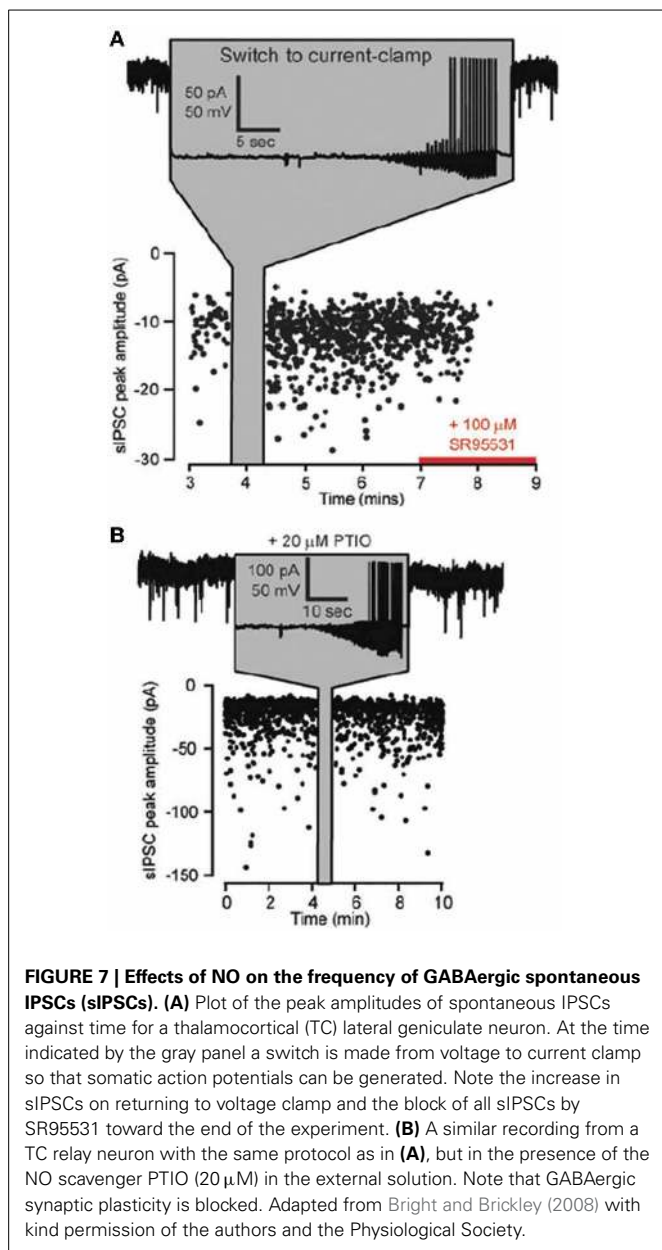 A
Switch to current-clamp
50 pA
50 mV
5 sec
sIPSC peak amplitude (pA)
0
-10
-20
-30
+ 100 μM
SR95531
3 4 5 6 7 8 9
Time (mins)
B
+ 20 μM PTIO
100 pA
50 mV
10 sec
sIPSC peak amplitude (pA)
0
-50
-100
-150
0 2 4 6 8 10
Time (min)
FIGURE 7 | Effects of NO on the frequency of GABAergic spontaneous
IPSCs (sIPSCs). (A) Plot of the peak amplitudes of spontaneous IPSCs
against time for a thalamocortical (TC) lateral geniculate neuron. At the time
indicated by the gray panel a switch is made from voltage to current clamp
so that somatic action potentials can be generated. Note the increase in
sIPSCs on returning to voltage clamp and the block of all sIPSCs by
SR95531 toward the end of the experiment. (B) A similar recording from a
TC relay neuron with the same protocol as in (A), but in the presence of the
NO scavenger PTIO (20 μM) in the external solution. Note that GABAergic
synaptic plasticity is blocked. Adapted from Bright and Brickley (2008) with
kind permission of the authors and the Physiological Society.